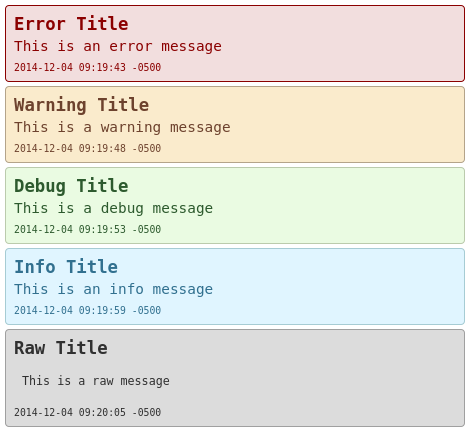 Error Title
This is an error message
2014-12-04 09:19:43 -0500
Warning Title
This is a warning message
2014-12-04 09:19:48 -0500
Debug Title
This is a debug message
2014-12-04 09:19:53 -0500
Info Title
This is an info message
2014-12-04 09:19:59 -0500
Raw Title
This is a raw message
2014-12-04 09:20:05 -0500